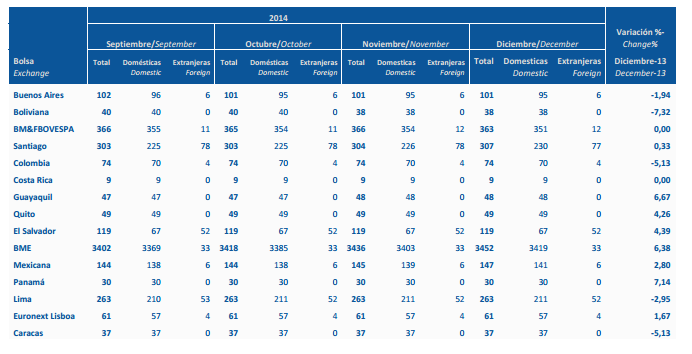 2014
Septiembre/September Octubre/October Noviembre/November Diciembre/December Variación %-
Change%
Bolsa Total Domésticas Extranjeras Total Domésticas Extranjeras Total Domésticas Extranjeras Total Domesticas Extranjeras Diciembre-13
Exchange Domestic Foreign Domestic Foreign Domestic Foreign Domestic Foreign December-13
Buenos Aires 102 96 6 101 95 6 101 95 6 101 95 6 -1,94
Boliviana 40 40 0 40 40 0 38 38 0 38 38 0 -7,32
BM&FBOVESPA 366 355 11 365 354 11 366 354 12 363 351 12 0,00
Santiago 303 225 78 303 225 78 304 226 78 307 230 77 0,33
Colombia 74 70 4 74 70 4 74 70 4 74 70 4 -5,13
Costa Rica 9 9 0 9 9 0 9 9 0 9 9 0 0,00
Guayaquil 47 47 0 47 47 0 48 48 0 48 48 0 6,67
Quito 49 49 0 49 49 0 49 49 0 49 49 0 4,26
El Salvador 119 67 52 119 67 52 119 67 52 119 67 52 4,39
BME 3402 3369 33 3418 3385 33 3436 3403 33 3452 3419 33 6,38
Mexicana 144 138 6 144 138 6 145 139 6 147 141 6 2,80
Panamá 30 30 0 30 30 0 30 30 0 30 30 0 7,14
Lima 263 210 53 263 211 52 263 211 52 263 211 52 -2,95
Euronext Lisboa 61 57 4 61 57 4 61 57 4 61 57 4 1,67
Caracas 37 37 0 37 37 0 37 37 0 37 37 0 -5,13